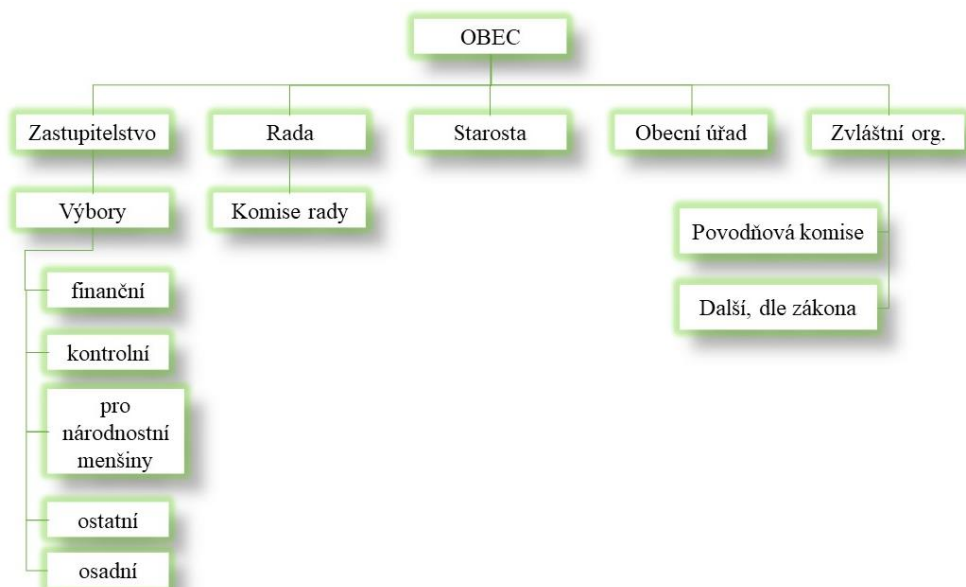 OBEC
Zastupitelstvo
Rada
Starosta
Obecní úřad
Zvláštní org.
Výbory
Komise rady
Povodňová komise
finanční
Další, dle zákona
kontrolní
pro
národnostní
menšiny
ostatní
osadní